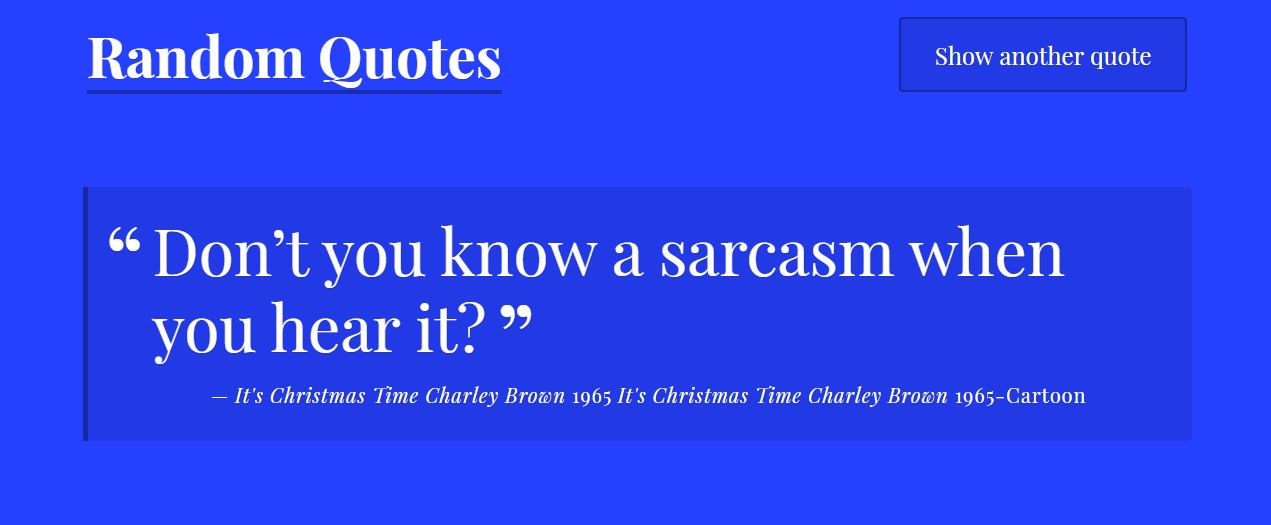 Random Quotes
Show another quote
“ Don’t you know a sarcasm when
you hear it? ”
— It's Christmas Time Charley Brown 1965 It's Christmas Time Charley Brown 1965-Cartoon